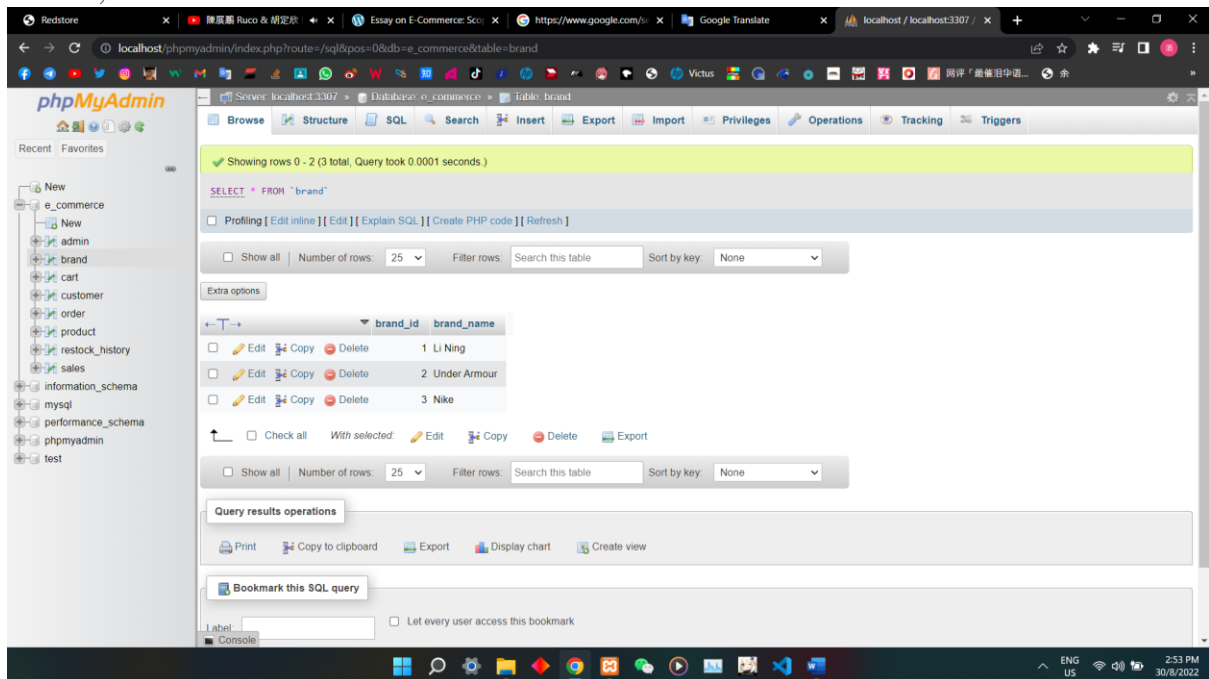 Redstore
陳展鵬 Ruco & 胡定欣
Essay on E-Commerce: Scop
https://www.google.com/se
Google Translate
localhost / localhost:3307 /
localhost/phpmyadmin/index.php?route=/sql&pos=0&db=e_commerce&table=brand
Victus
余
phpMyAdmin
Recent Favorites
New
e_commerce
New
admin
brand
cart
customer
order
product
restock_history
sales
information_schema
mysql
performance_schema
phpmyadmin
test
Server: localhost:3307 » Database: e_commerce » Table: brand
Browse Structure SQL Search Insert Export Import Privileges Operations Tracking Triggers
Showing rows 0 - 2 (3 total, Query took 0.0001 seconds.)
SELECT * FROM `brand`
Profiling [ Edit inline ] [ Edit ] [ Explain SQL ] [ Create PHP code ] [ Refresh ]
Show all | Number of rows: 25 Filter rows: Search this table Sort by key: None
Extra options
←T→ brand_id brand_name
Edit Copy Delete 1 Li Ning
Edit Copy Delete 2 Under Armour
Edit Copy Delete 3 Nike
Check all With selected: Edit Copy Delete Export
Show all | Number of rows: 25 Filter rows: Search this table Sort by key: None
Query results operations
Print Copy to clipboard Export Display chart Create view
Bookmark this SQL query
Label: Let every user access this bookmark
Console
ENG
US
2:53 PM
30/8/2022